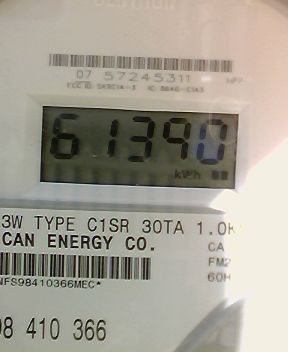 07 57245311
61390
kWh
3W TYPE C1SR 30TA 1.0K
CAN ENERGY CO.
CA
FM2
60H
NFS98410366MEC*
98 410 366